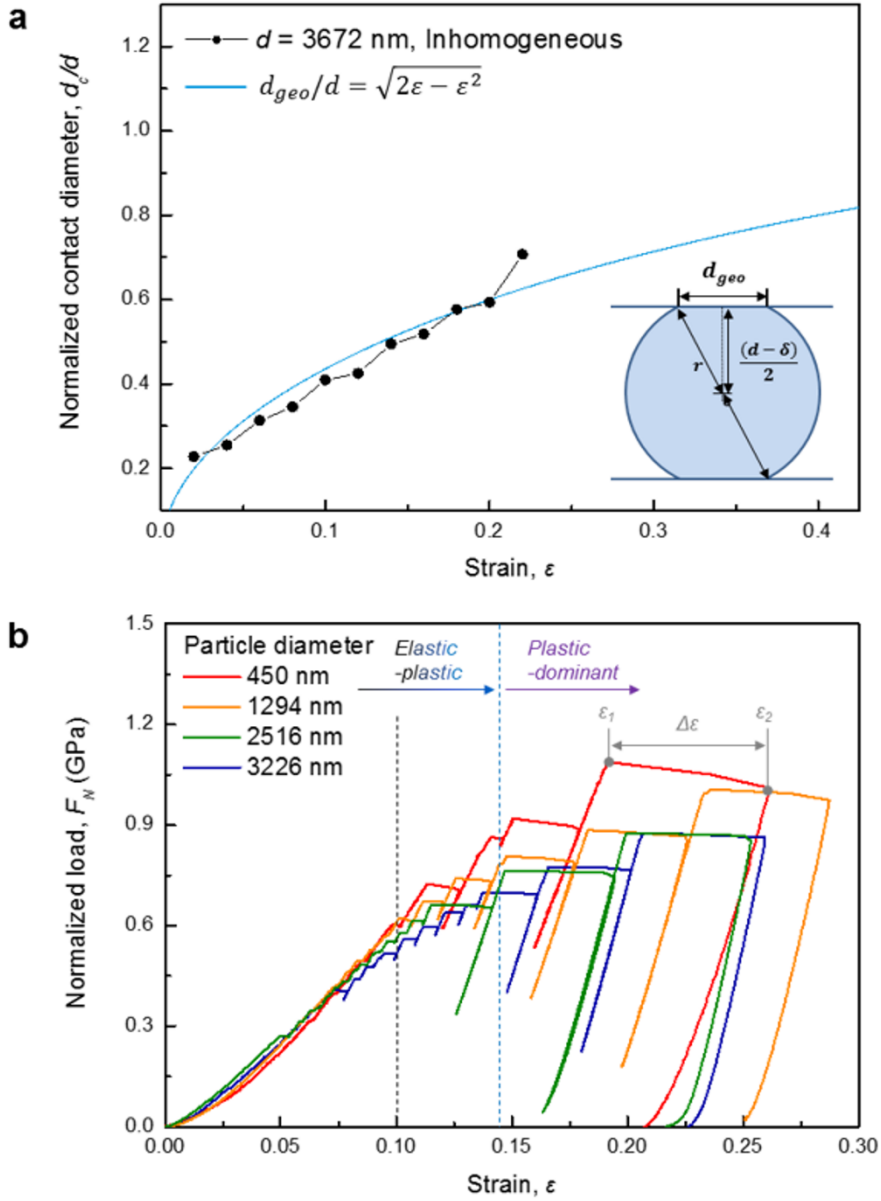 a
1.2
1.0
0.8
0.6
0.4
0.2
0.0
0.1
0.2
0.3
0.4
Normalized contact diameter, d_c/d
Strain, ε
d = 3672 nm, Inhomogeneous
d_geo/d = √(2ε − ε²)
d_geo
r
(d − δ)
2
b
1.5
1.2
0.9
0.6
0.3
0.0
0.00
0.05
0.10
0.15
0.20
0.25
0.30
Normalized load, F_N (GPa)
Strain, ε
Particle diameter
450 nm
1294 nm
2516 nm
3226 nm
Elastic
-plastic
Plastic
-dominant
ε₁
Δε
ε₂